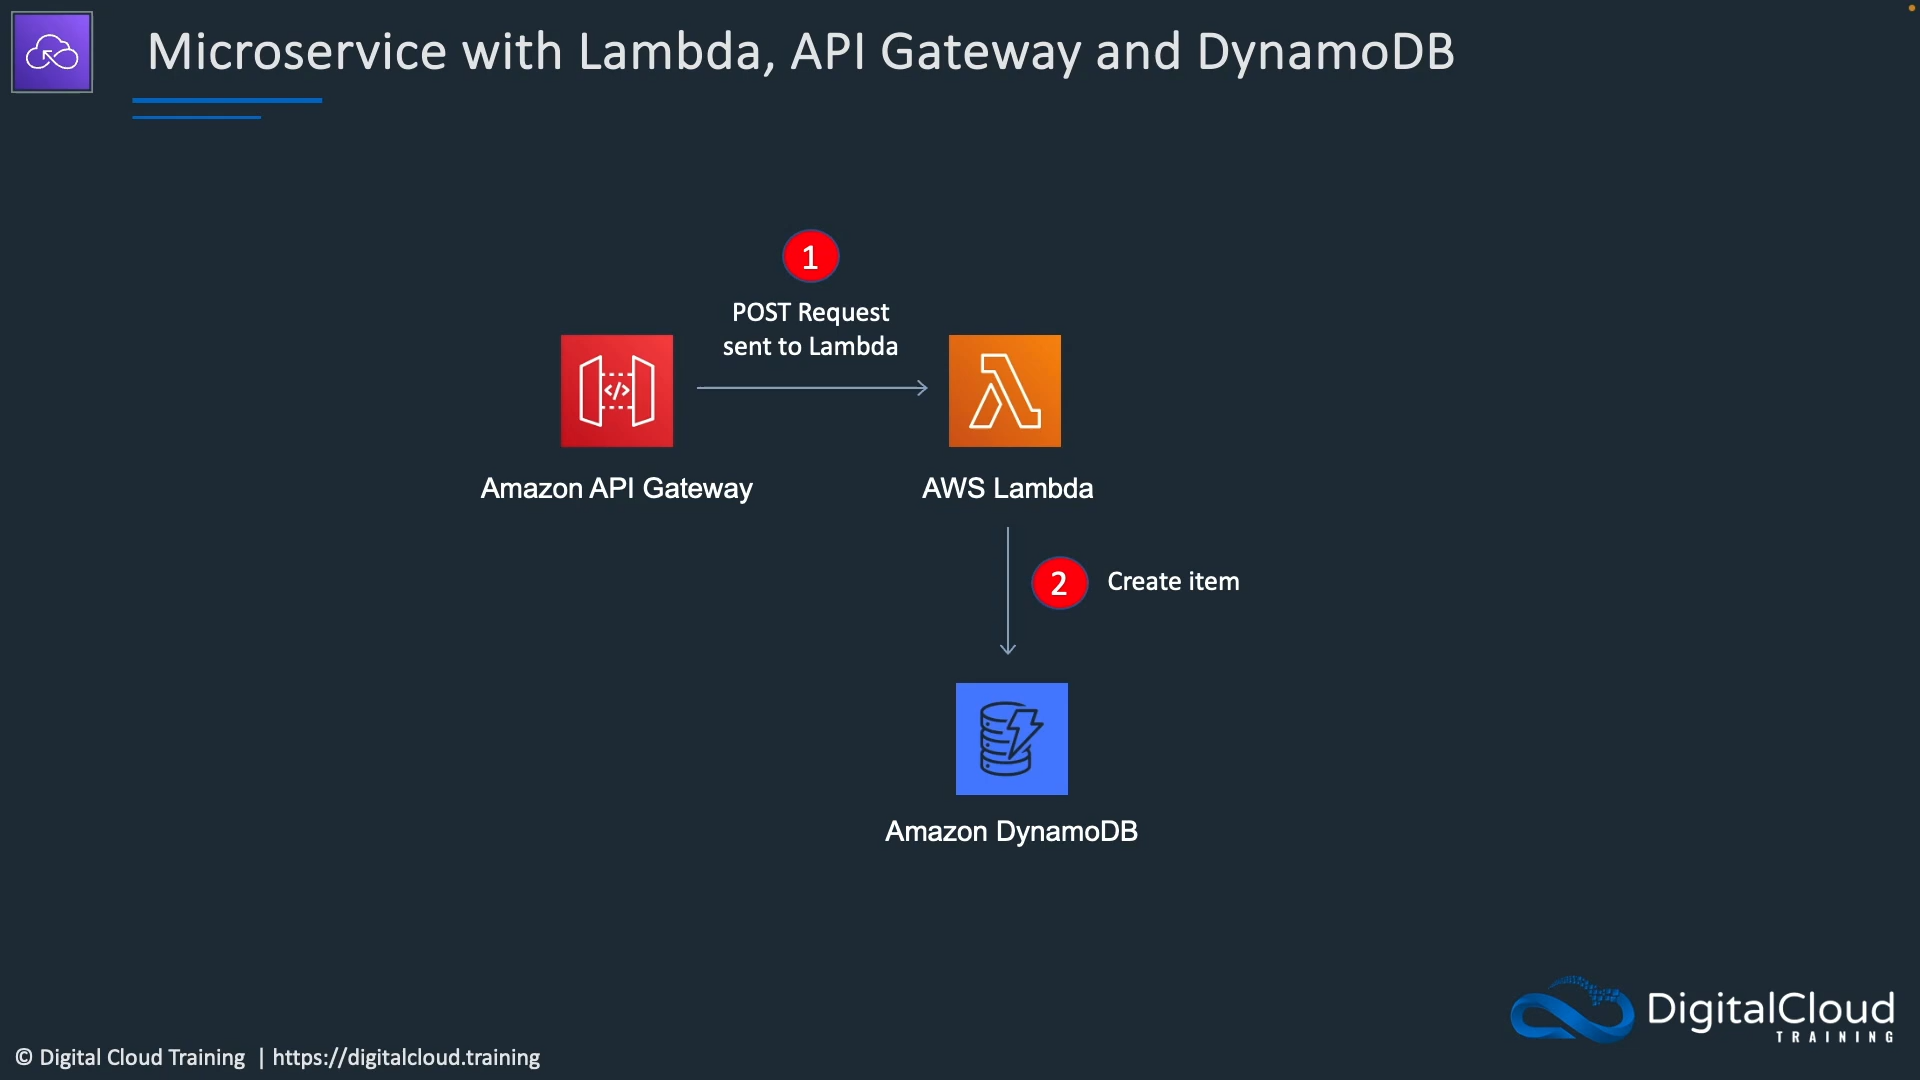 Microservice with Lambda, API Gateway and DynamoDB
1
POST Request
sent to Lambda
</>
Amazon API Gateway
AWS Lambda
2
Create item
Amazon DynamoDB
DigitalCloud
TRAINING
© Digital Cloud Training | https://digitalcloud.training